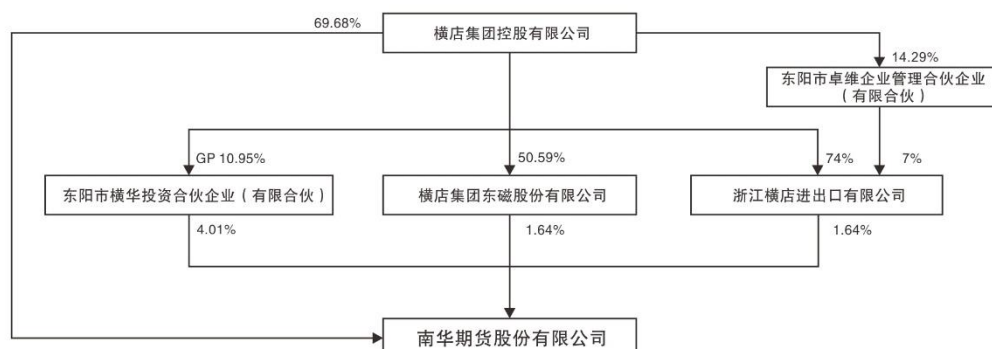 69.68%
横店集团控股有限公司
14.29%
东阳市卓维企业管理合伙企业
（有限合伙）
GP 10.95%
50.59%
74%
7%
东阳市横华投资合伙企业（有限合伙）
横店集团东磁股份有限公司
浙江横店进出口有限公司
4.01%
1.64%
1.64%
南华期货股份有限公司